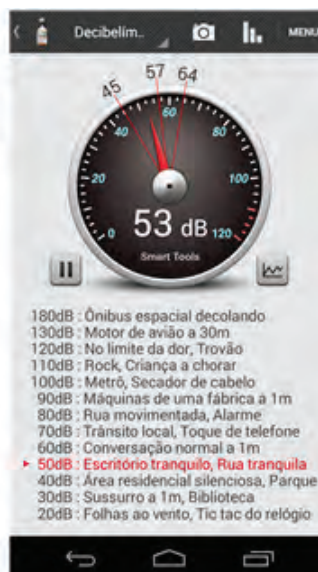 Decibelím..
MENU
45 57 64
0 20 40 60 80 100 120
53 dB
Smart Tools
180dB : Ônibus espacial decolando
130dB : Motor de avião a 30m
120dB : No limite da dor, Trovão
110dB : Rock, Criança a chorar
100dB : Metrô, Secador de cabelo
90dB : Máquinas de uma fábrica a 1m
80dB : Rua movimentada, Alarme
70dB : Trânsito local, Toque de telefone
60dB : Conversação normal a 1m
50dB : Escritório tranquilo, Rua tranquila
40dB : Área residencial silenciosa, Parque
30dB : Sussurro a 1m, Biblioteca
20dB : Folhas ao vento, Tic tac do relógio